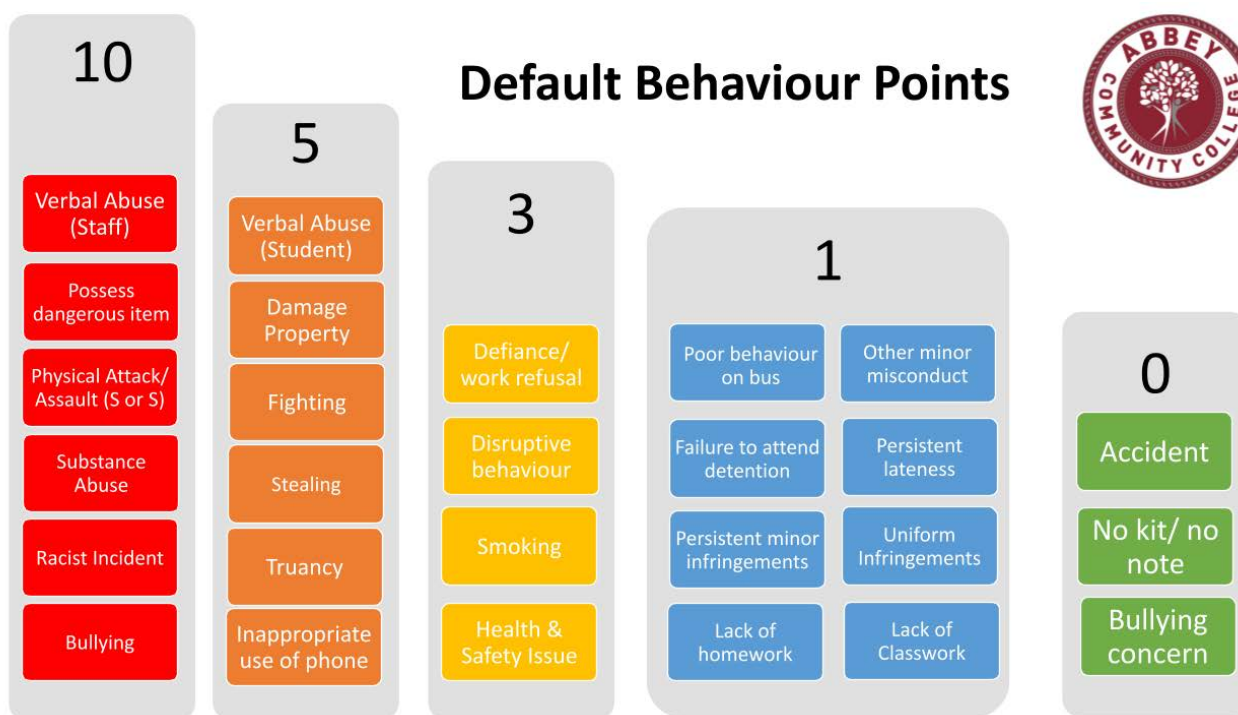 Default Behaviour Points
ABBEY
COMMUNITY COLLEGE
10
Verbal Abuse
(Staff)
Possess
dangerous item
Physical Attack/
Assault (S or S)
Substance
Abuse
Racist Incident
Bullying
5
Verbal Abuse
(Student)
Damage
Property
Fighting
Stealing
Truancy
Inappropriate
use of phone
3
Defiance/
work refusal
Disruptive
behaviour
Smoking
Health &
Safety Issue
1
Poor behaviour
on bus
Other minor
misconduct
Failure to attend
detention
Persistent
lateness
Persistent minor
infringements
Uniform
Infringements
Lack of
homework
Lack of
Classwork
0
Accident
No kit/ no
note
Bullying
concern